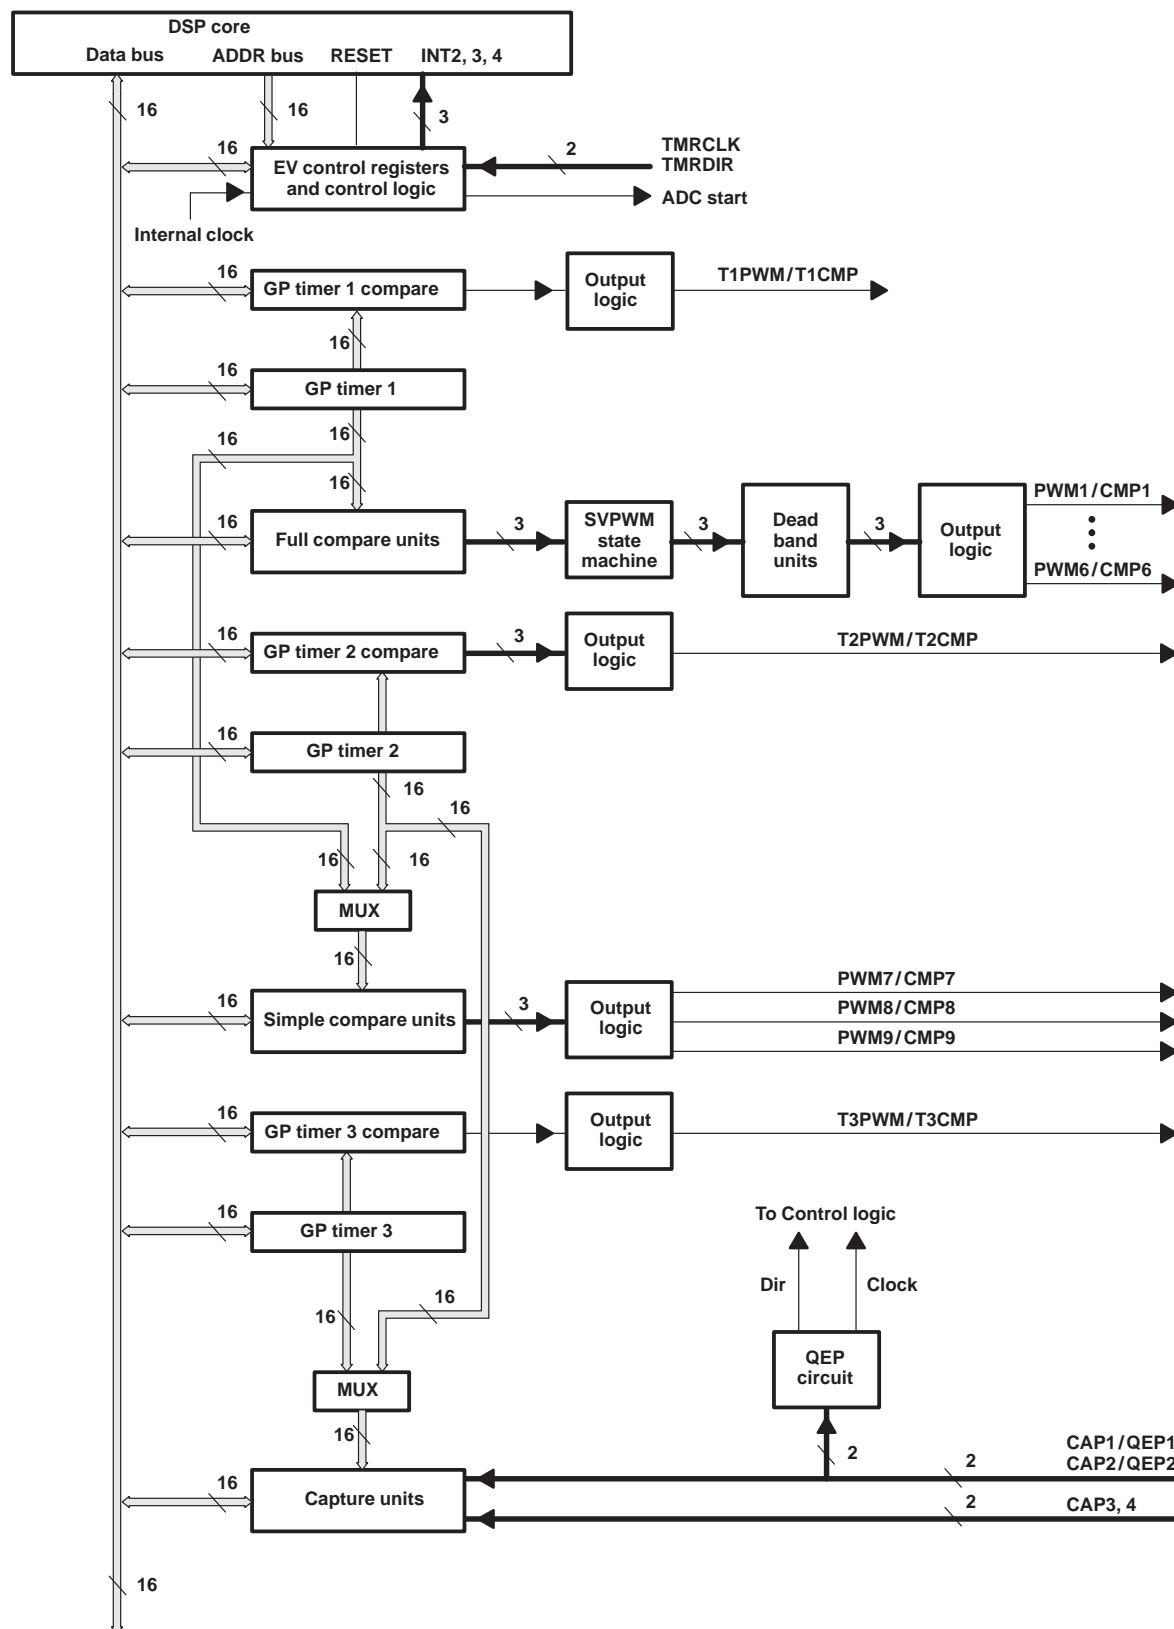 DSP core
Data bus ADDR bus RESET INT2, 3, 4
16 16 3
16 2 TMRCLK
TMRDIR
EV control registers
and control logic
ADC start
Internal clock
16 GP timer 1 compare Output
logic T1PWM/T1CMP
16
16 GP timer 1
16
16
16
16 Full compare units 3 SVPWM
state
machine 3 Dead
band
units 3 Output
logic PWM1/CMP1
PWM6/CMP6
16 GP timer 2 compare 3 Output
logic T2PWM/T2CMP
16 GP timer 2
16
16
16 16
MUX
16
16 Simple compare units 3 Output
logic PWM7/CMP7
PWM8/CMP8
PWM9/CMP9
16 GP timer 3 compare Output
logic T3PWM/T3CMP
16 GP timer 3
To Control logic
Dir Clock
16 16
QEP
circuit
MUX
16
2
2 CAP1/QEP1
CAP2/QEP2
16 Capture units
2 CAP3, 4
16